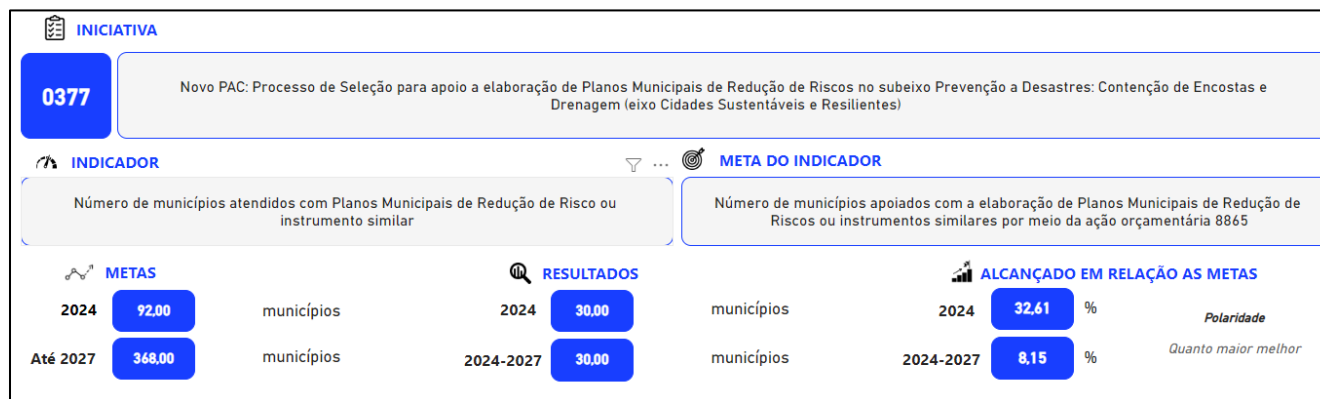 INICIATIVA
0377
Novo PAC: Processo de Seleção para apoio a elaboração de Planos Municipais de Redução de Riscos no subeixo Prevenção a Desastres: Contenção de Encostas e
Drenagem (eixo Cidades Sustentáveis e Resilientes)
INDICADOR
...
META DO INDICADOR
Número de municípios atendidos com Planos Municipais de Redução de Risco ou
instrumento similar
Número de municípios apoiados com a elaboração de Planos Municipais de Redução de
Riscos ou instrumentos similares por meio da ação orçamentária 8865
METAS
RESULTADOS
ALCANÇADO EM RELAÇÃO AS METAS
2024 92,00 municípios 2024 30,00 municípios 2024 32,61 % Polaridade
Até 2027 368,00 municípios 2024-2027 30,00 municípios 2024-2027 8,15 % Quanto maior melhor